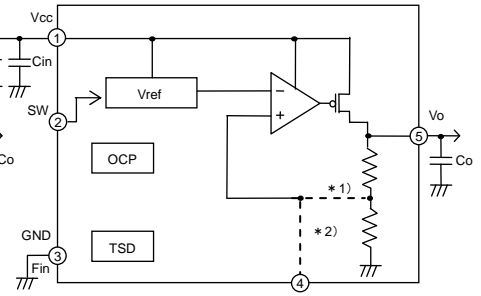 Vcc
1
Cin
Vref
−
+
SW
2
Vo
5
Co
Co
OCP
*1)
*2)
GND
3
Fin
TSD
4